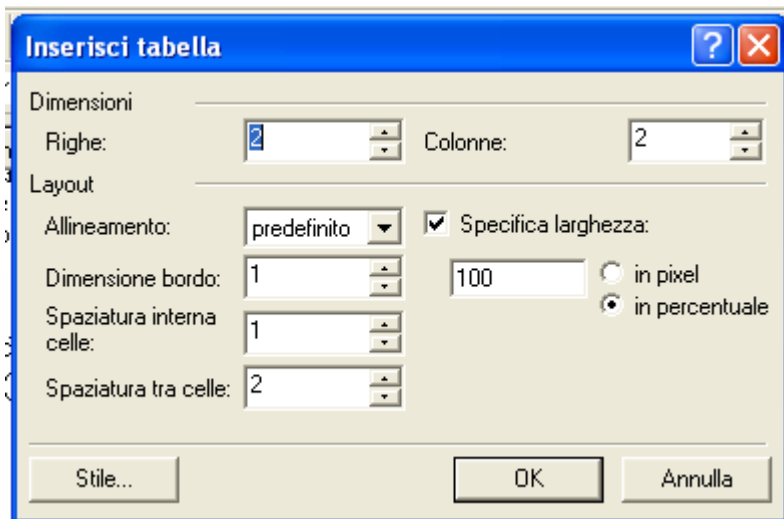 Inserisci tabella
Dimensioni
Righe: 2 Colonne: 2
Layout
Allineamento: predefinito Specifica larghezza:
Dimensione bordo: 1 100 in pixel
in percentuale
Spaziatura interna
celle: 1
Spaziatura tra celle: 2
Stile... OK Annulla